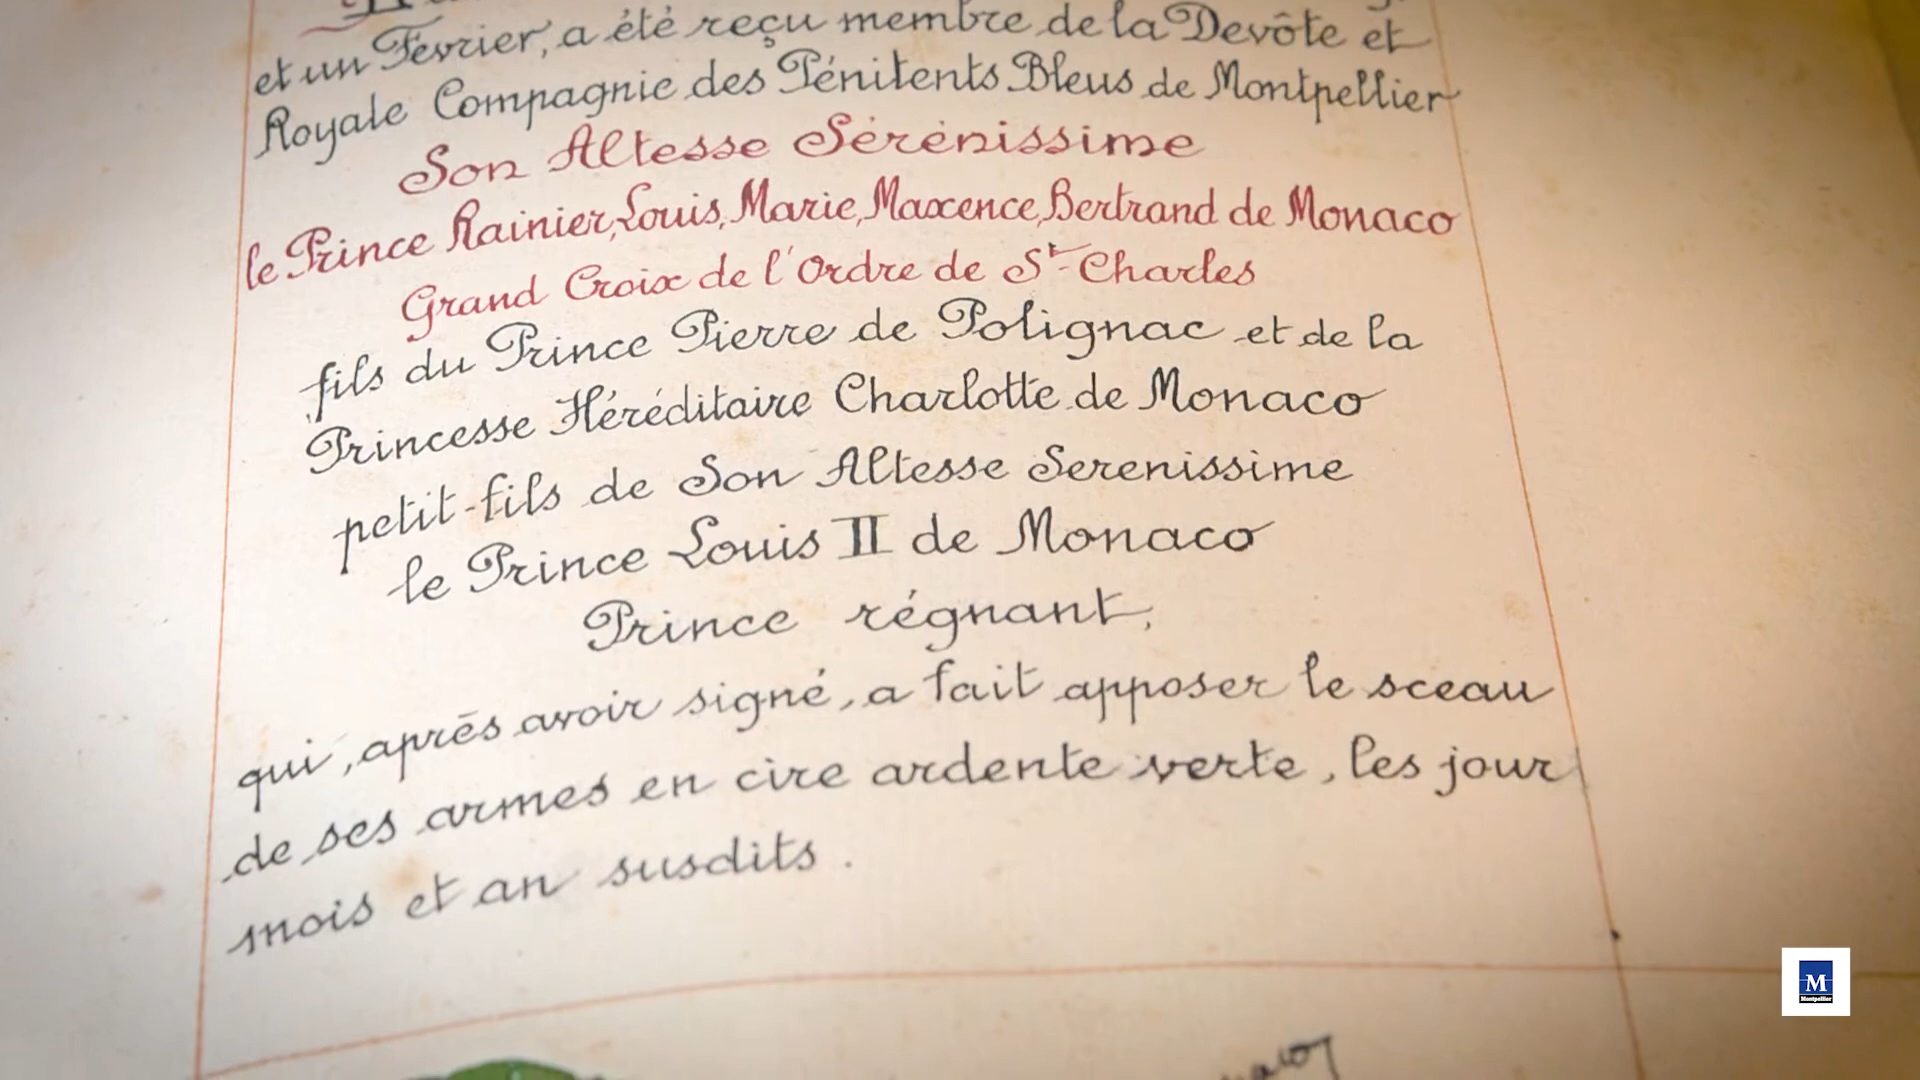 et un Fevrier, a été reçu membre de la Devôte et
Royale Compagnie des Pénitents Bleus de Montpellier
Son Altesse Sérénissime
le Prince Rainier, Louis, Marie, Maxence, Bertrand de Monaco
Grand Croix de l'Ordre de St-Charles
fils du Prince Pierre de Polignac et de la
Princesse Héréditaire Charlotte de Monaco
petit-fils de Son Altesse Serenissime
le Prince Louis II de Monaco
Prince régnant,
qui, après avoir signé, a fait apposer le sceau
de ses armes en cire ardente verte, les jour
mois et an susdits.
M
Montpellier